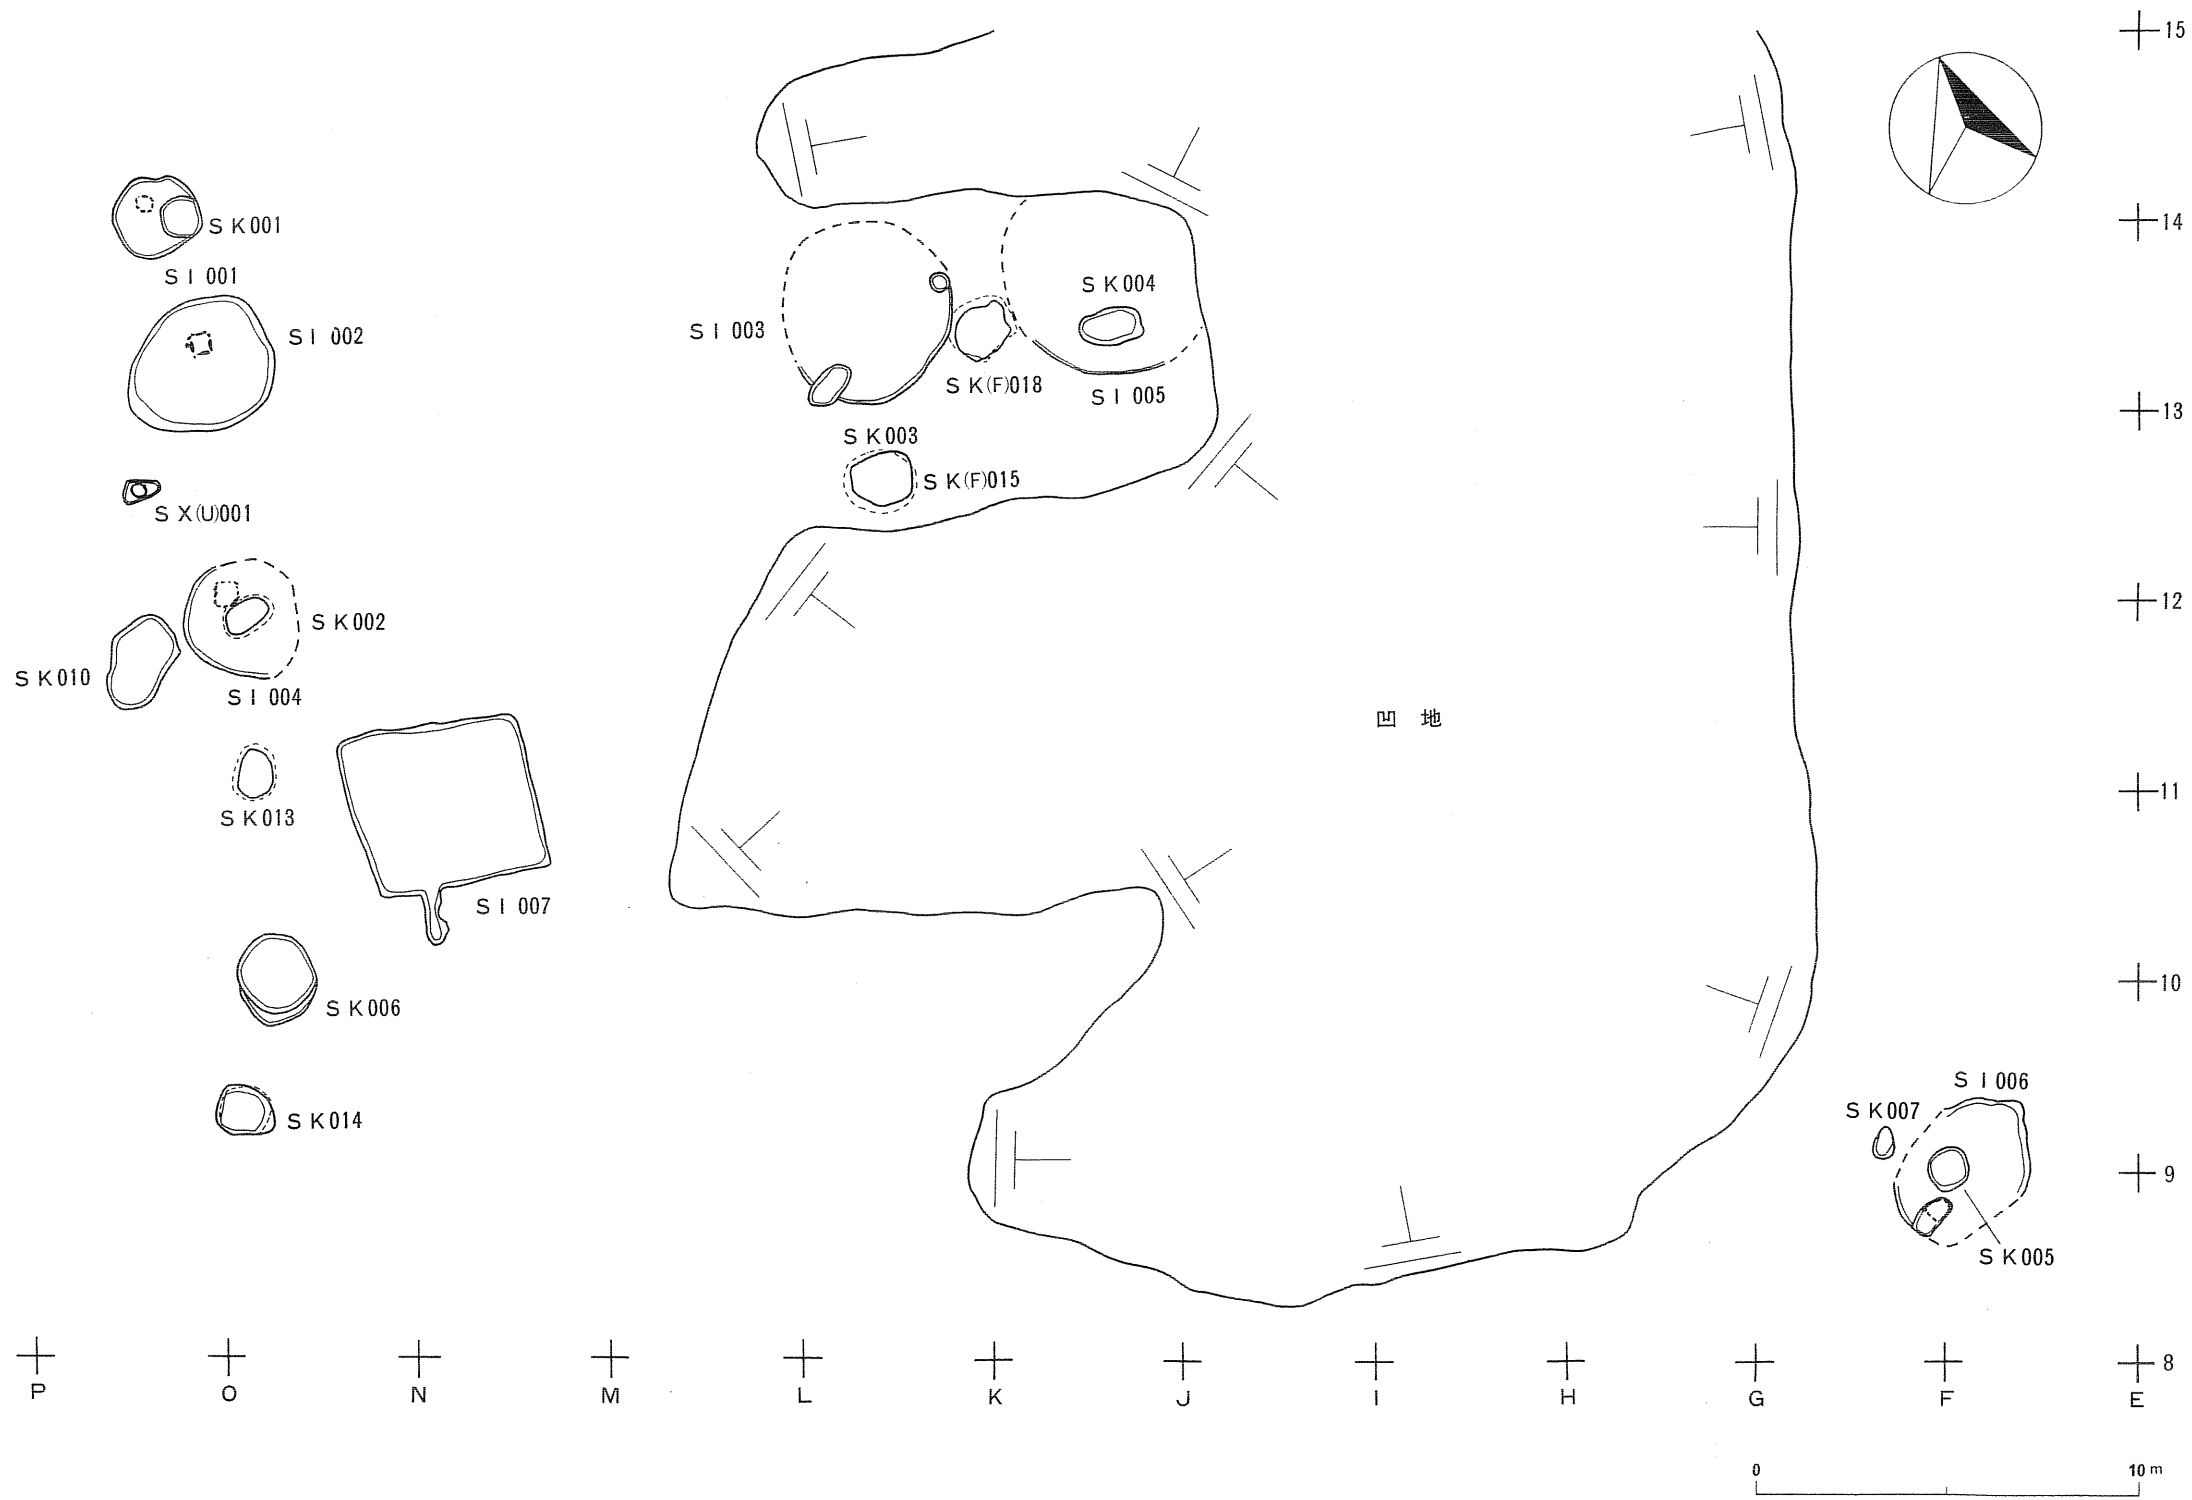 15
14
SK001
SI 001
SK004
SI 003
SI 002
SK(F)018
SI 005
13
SK003
SK(F)015
SX(U)001
12
SK002
SK010
SI 004
凹 地
11
SK013
SI 007
10
SK006
SI 006
SK007
SK014
9
SK005
8
P O N M L K J I H G F E
0 10 m